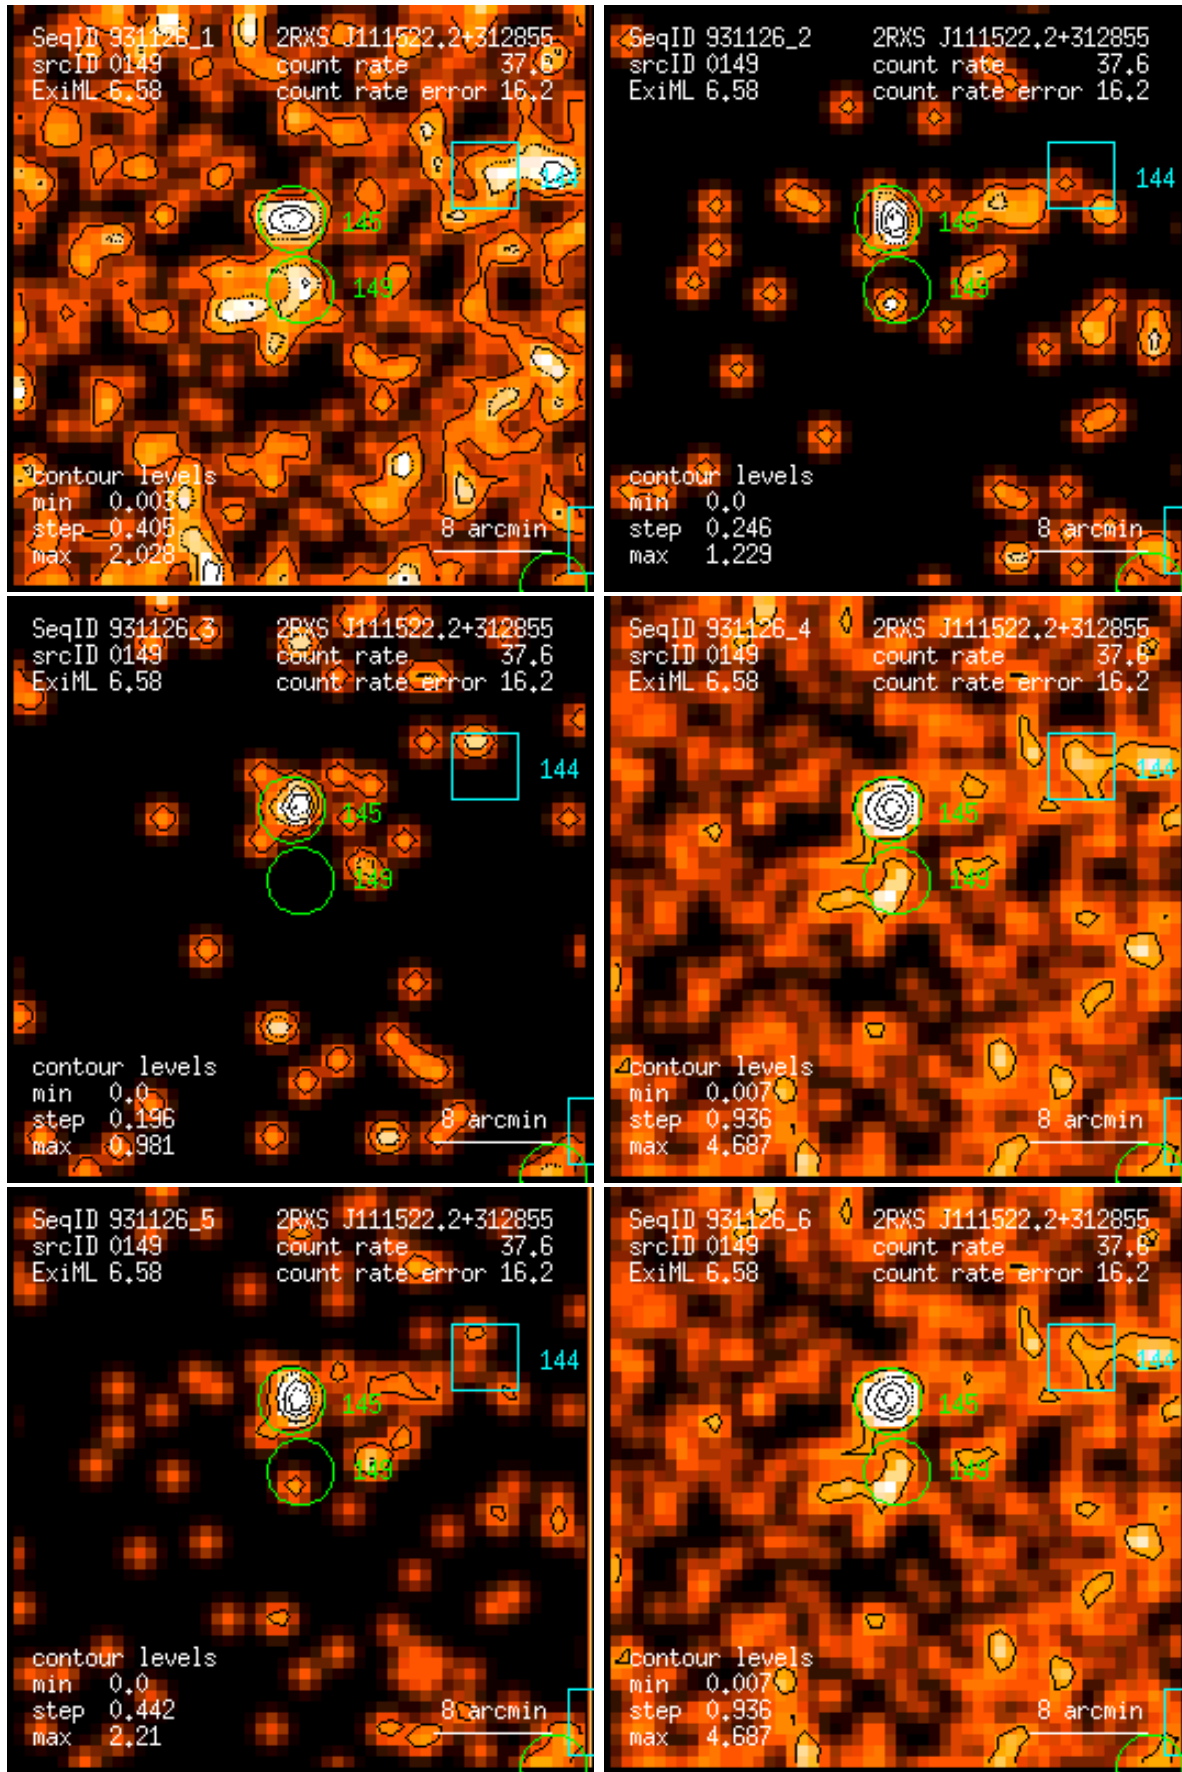 SeqID 931126_1 2RXS J111522.2+312855
srcID 0149 count rate 37.6
ExiML 6.58 count rate error 16.2
144
145
149
contour levels
min 0.003
step 0.405
max 2.028
8 arcmin
SeqID 931126_2 2RXS J111522.2+312855
srcID 0149 count rate 37.6
ExiML 6.58 count rate error 16.2
144
145
149
contour levels
min 0.0
step 0.246
max 1.229
8 arcmin
SeqID 931126_3 2RXS J111522.2+312855
srcID 0149 count rate 37.6
ExiML 6.58 count rate error 16.2
144
145
149
contour levels
min 0.0
step 0.196
max 0.981
8 arcmin
SeqID 931126_4 2RXS J111522.2+312855
srcID 0149 count rate 37.6
ExiML 6.58 count rate error 16.2
144
145
149
contour levels
min 0.007
step 0.936
max 4.687
8 arcmin
SeqID 931126_5 2RXS J111522.2+312855
srcID 0149 count rate 37.6
ExiML 6.58 count rate error 16.2
144
145
149
contour levels
min 0.0
step 0.442
max 2.21
8 arcmin
SeqID 931126_6 2RXS J111522.2+312855
srcID 0149 count rate 37.6
ExiML 6.58 count rate error 16.2
144
145
149
contour levels
min 0.007
step 0.936
max 4.687
8 arcmin